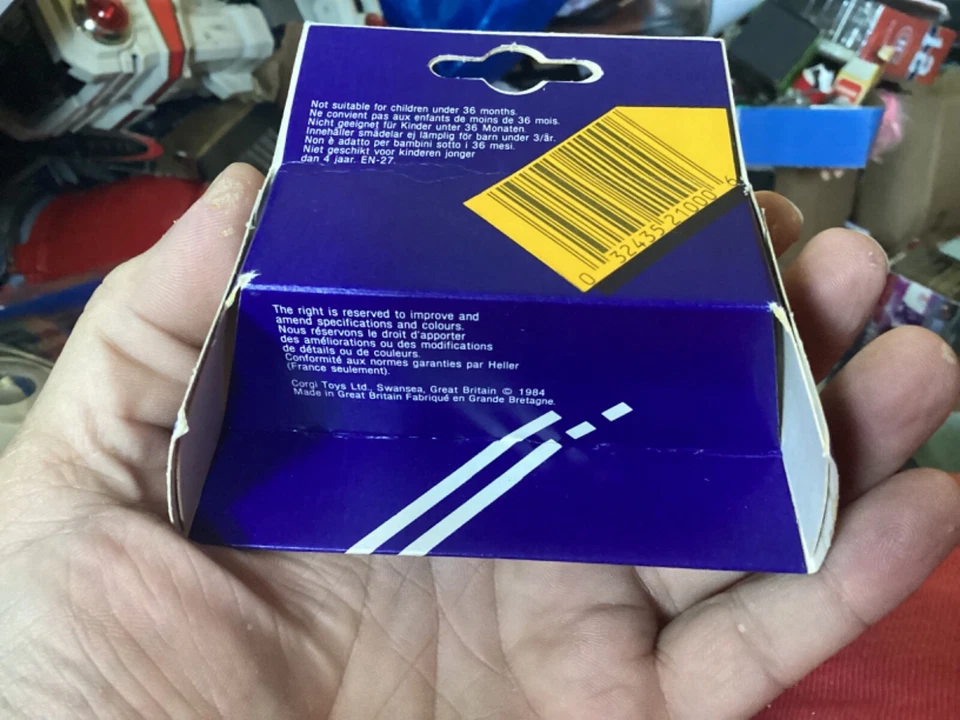 Not suitable for children under 36 months.
Ne convient pas aux enfants de moins de 36 mois.
Nicht geeignet für Kinder unter 36 Monaten.
Innehåller smådelar ej lämplig för barn under 3/år.
Non è adatto per bambini sotto i 36 mesi.
Niet geschikt voor kinderen jonger
dan 4 jaar. EN-27.
0 32435 21000 6
The right is reserved to improve and
amend specifications and colours.
Nous réservons le droit d'apporter
des améliorations ou des modifications
de détails ou de couleurs.
Conformité aux normes garanties par Heller
(France seulement).
Corgi Toys Ltd., Swansea, Great Britain © 1984
Made in Great Britain Fabriqué en Grande Bretagne.